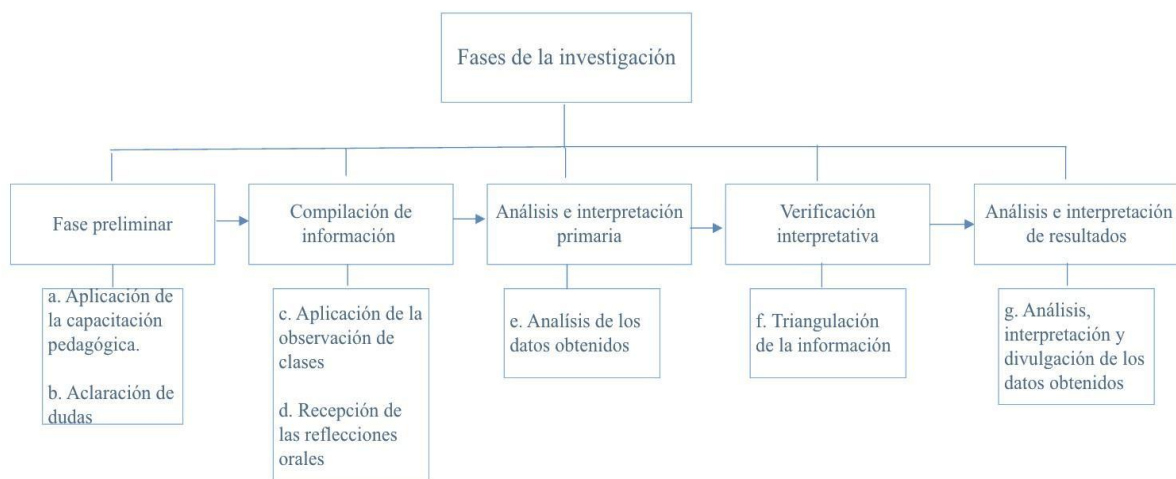 Fases de la investigación
Fase preliminar
Compilación de
información
Análisis e interpretación
primaria
Verificación
interpretativa
Análisis e interpretación
de resultados
a. Aplicación de
la capacitación
pedagógica.
b. Aclaración de
dudas
c. Aplicación de la
observación de
clases
d. Recepción de
las reflecciones
orales
e. Analísis de los
datos obtenidos
f. Triangulación
de la información
g. Análisis,
interpretación y
divulgación de los
datos obtenidos